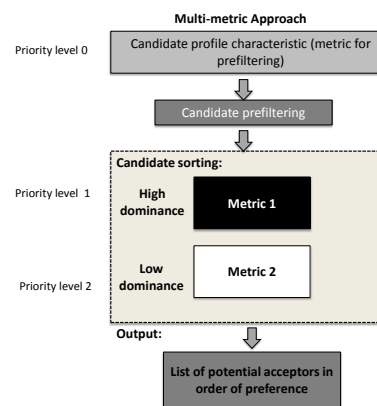 Multi-metric Approach
Priority level 0
Candidate profile characteristic (metric for
prefiltering)
Candidate prefiltering
Candidate sorting:
Priority level 1
High
dominance
Metric 1
Low
dominance
Metric 2
Priority level 2
Output:
List of potential acceptors in
order of preference